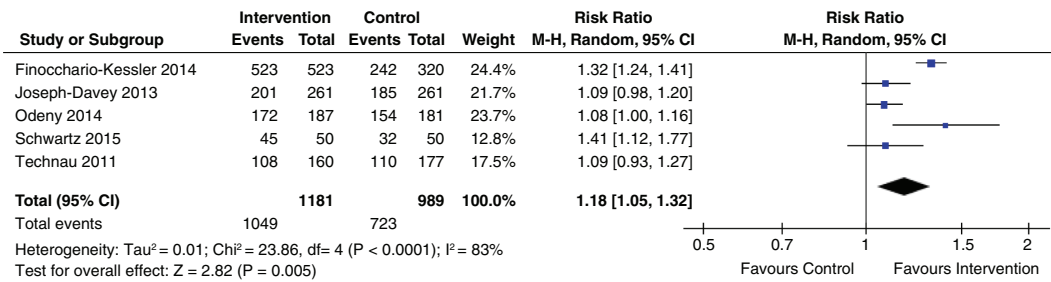 Intervention Control Risk Ratio Risk Ratio
Study or Subgroup Events Total Events Total Weight M-H, Random, 95% CI M-H, Random, 95% CI
Finocchario-Kessler 2014 523 523 242 320 24.4% 1.32 [1.24, 1.41]
Joseph-Davey 2013 201 261 185 261 21.7% 1.09 [0.98, 1.20]
Odeny 2014 172 187 154 181 23.7% 1.08 [1.00, 1.16]
Schwartz 2015 45 50 32 50 12.8% 1.41 [1.12, 1.77]
Technau 2011 108 160 110 177 17.5% 1.09 [0.93, 1.27]
Total (95% CI) 1181 989 100.0% 1.18 [1.05, 1.32]
Total events 1049 723
Heterogeneity: Tau² = 0.01; Chi² = 23.86, df= 4 (P < 0.0001); I² = 83%
Test for overall effect: Z = 2.82 (P = 0.005)
0.5 0.7 1 1.5 2
Favours Control Favours Intervention